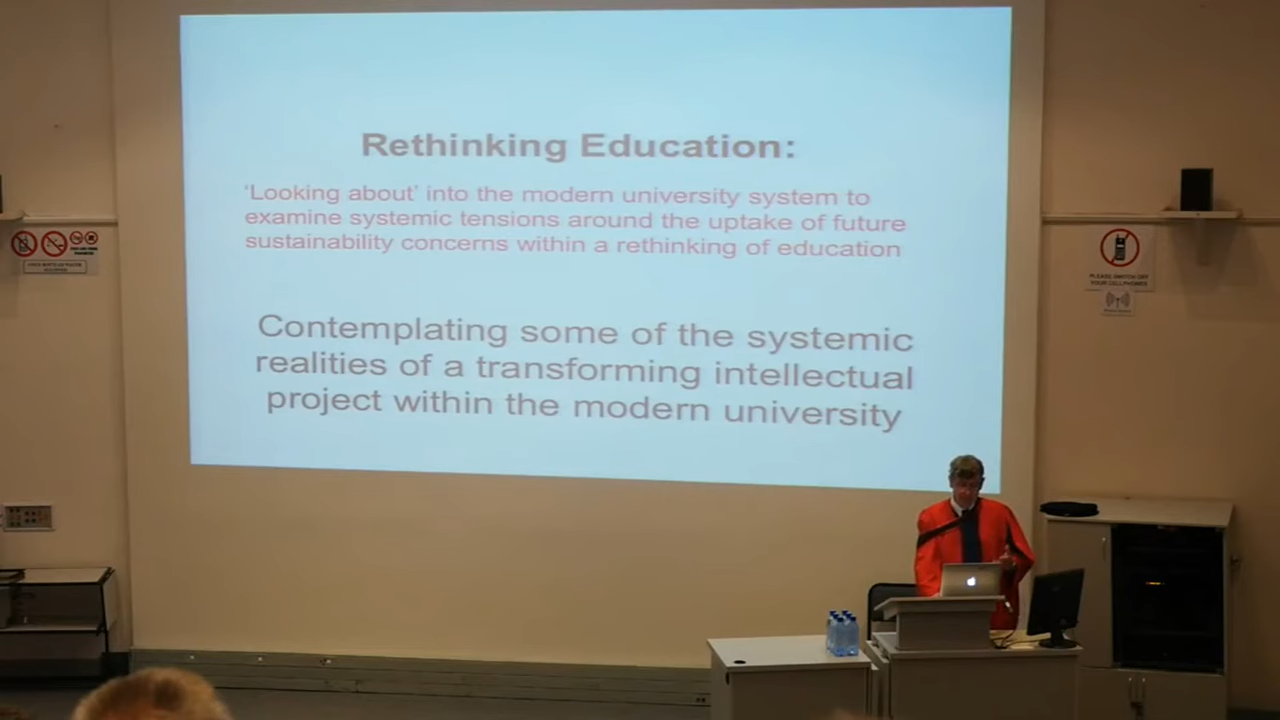 Rethinking Education:
'Looking about' into the modern university system to
examine systemic tensions around the uptake of future
sustainability concerns within a rethinking of education
Contemplating some of the systemic
realities of a transforming intellectual
project within the modern university
PLEASE SWITCH OFF
YOUR CELLPHONES